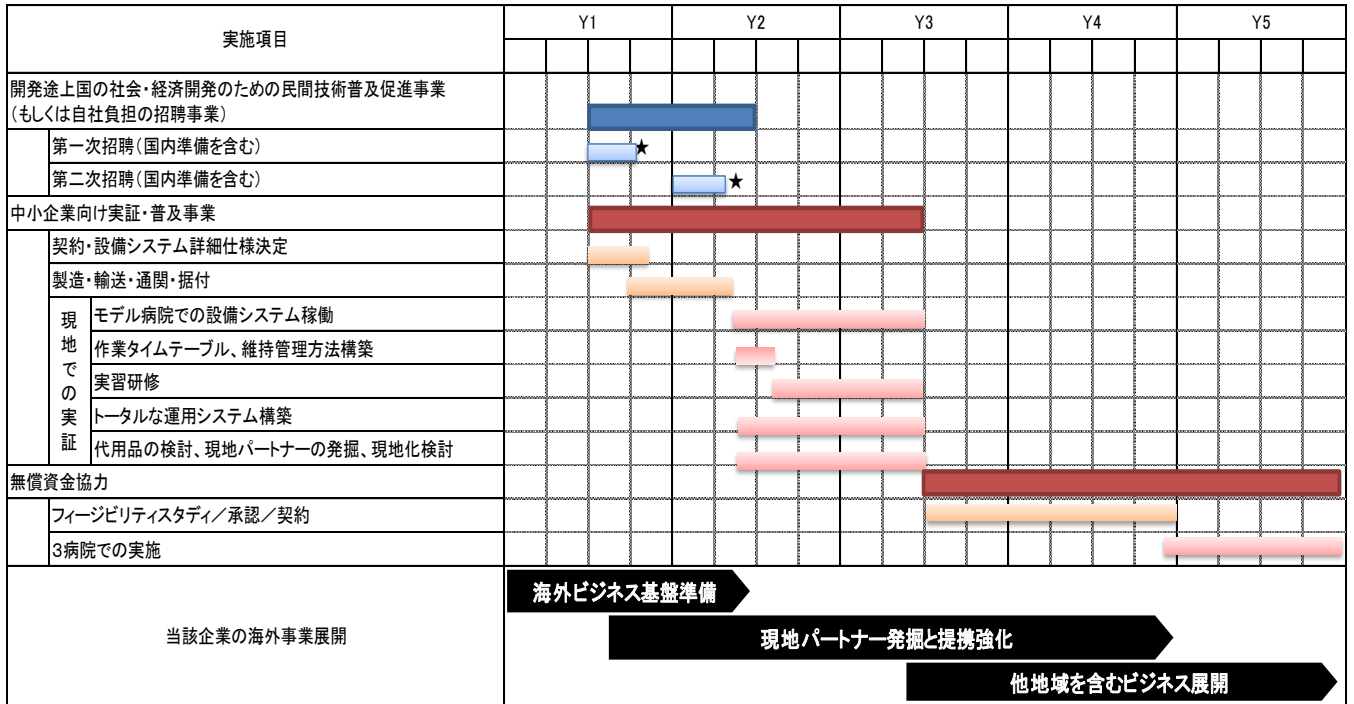 実施項目
Y1
Y2
Y3
Y4
Y5
開発途上国の社会・経済開発のための民間技術普及促進事業
(もしくは自社負担の招聘事業)
第一次招聘(国内準備を含む)
★
第二次招聘(国内準備を含む)
★
中小企業向け実証・普及事業
契約・設備システム詳細仕様決定
製造・輸送・通関・据付
現地での実証
モデル病院での設備システム稼働
作業タイムテーブル、維持管理方法構築
実習研修
トータルな運用システム構築
代用品の検討、現地パートナーの発掘、現地化検討
無償資金協力
フィージビリティスタディ/承認/契約
3病院での実施
当該企業の海外事業展開
海外ビジネス基盤準備
現地パートナー発掘と提携強化
他地域を含むビジネス展開